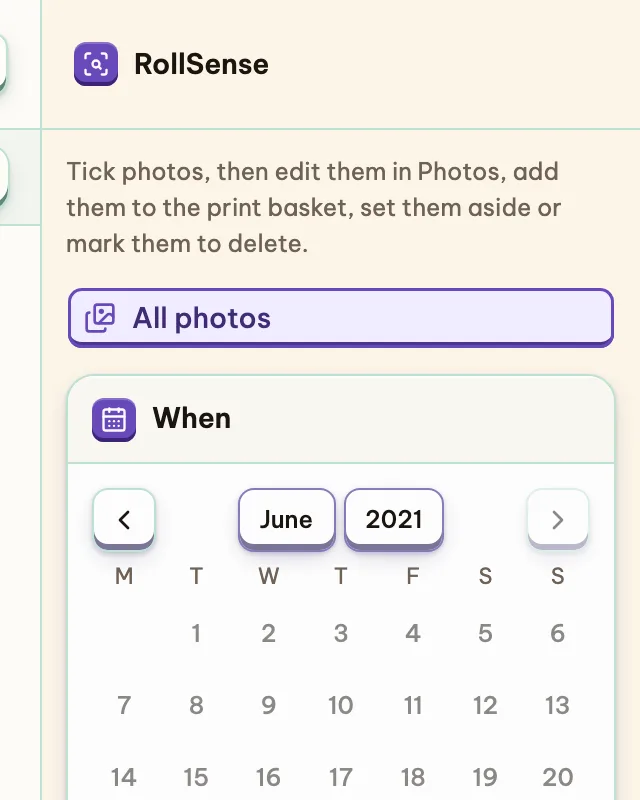 RollSense
Tick photos, then edit them in Photos, add
them to the print basket, set them aside or
mark them to delete.
All photos
When
June 2021
M T W T F S S
1 2 3 4 5 6
7 8 9 10 11 12 13
14 15 16 17 18 19 20